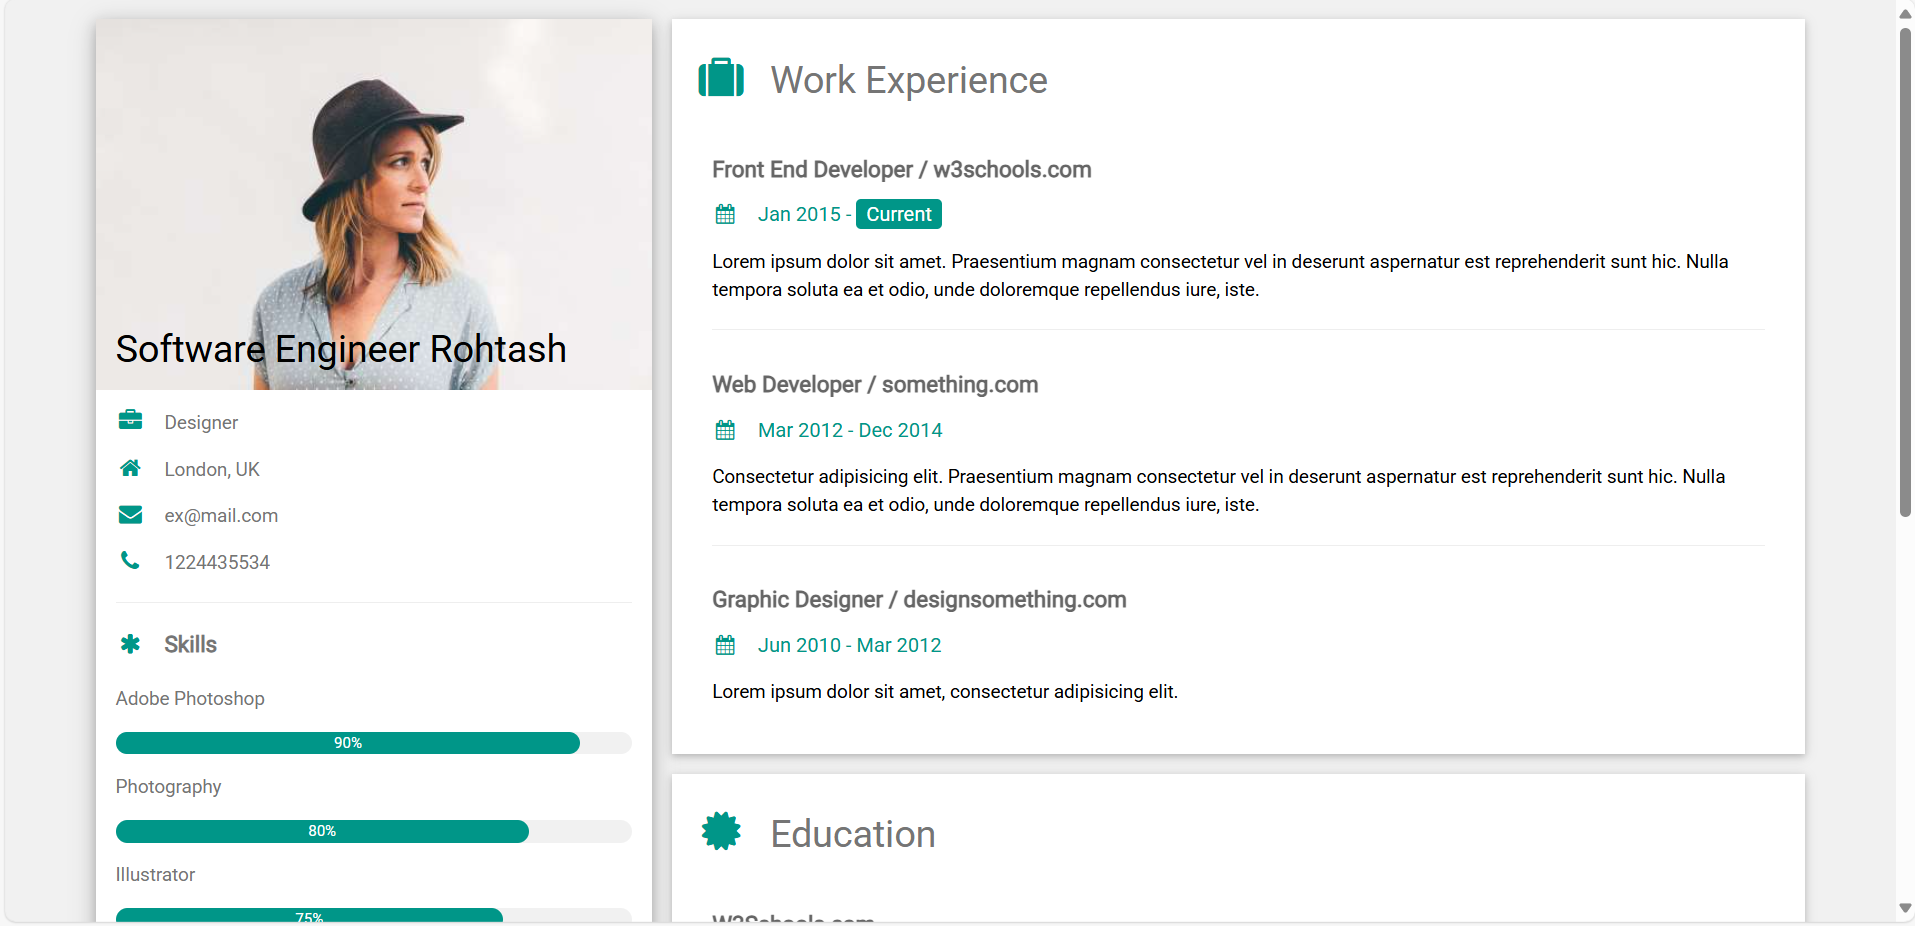 Software Engineer Rohtash
Designer
London, UK
ex@mail.com
1224435534
Skills
Adobe Photoshop
90%
Photography
80%
Illustrator
75%
Work Experience
Front End Developer / w3schools.com
Jan 2015 - Current
Lorem ipsum dolor sit amet. Praesentium magnam consectetur vel in deserunt aspernatur est reprehenderit sunt hic. Nulla
tempora soluta ea et odio, unde doloremque repellendus iure, iste.
Web Developer / something.com
Mar 2012 - Dec 2014
Consectetur adipisicing elit. Praesentium magnam consectetur vel in deserunt aspernatur est reprehenderit sunt hic. Nulla
tempora soluta ea et odio, unde doloremque repellendus iure, iste.
Graphic Designer / designsomething.com
Jun 2010 - Mar 2012
Lorem ipsum dolor sit amet, consectetur adipisicing elit.
Education
W3Schools.com